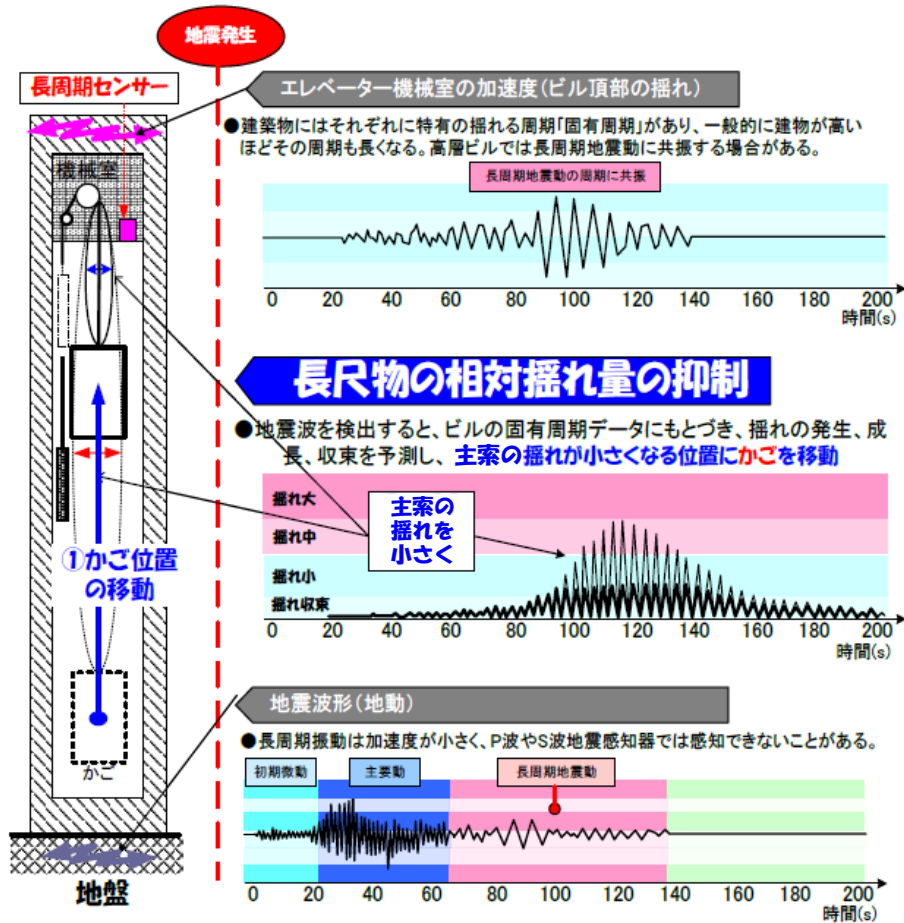 地震発生
長周期センサー
エレベーター機械室の加速度(ビル頂部の揺れ)
●建築物にはそれぞれに特有の揺れる周期「固有周期」があり、一般的に建物が高い
ほどその周期も長くなる。高層ビルでは長周期地震動に共振する場合がある。
機械室
長周期地震動の周期に共振
0 20 40 60 80 100 120 140 160 180 200
時間(s)
長尺物の相対揺れ量の抑制
●地震波を検出すると、ビルの固有周期データにもとづき、揺れの発生、成
長、収束を予測し、主索の揺れが小さくなる位置にかごを移動
揺れ大
揺れ中
揺れ小
揺れ収束
主索の
揺れを
小さく
①かご位置
の移動
0 20 40 60 80 100 120 140 160 180 200
時間(s)
かご
地震波形(地動)
●長周期振動は加速度が小さく、P波やS波地震感知器では感知できないことがある。
初期微動
主要動
長周期地震動
0 20 40 60 80 100 120 140 160 180 200
時間(s)
地盤